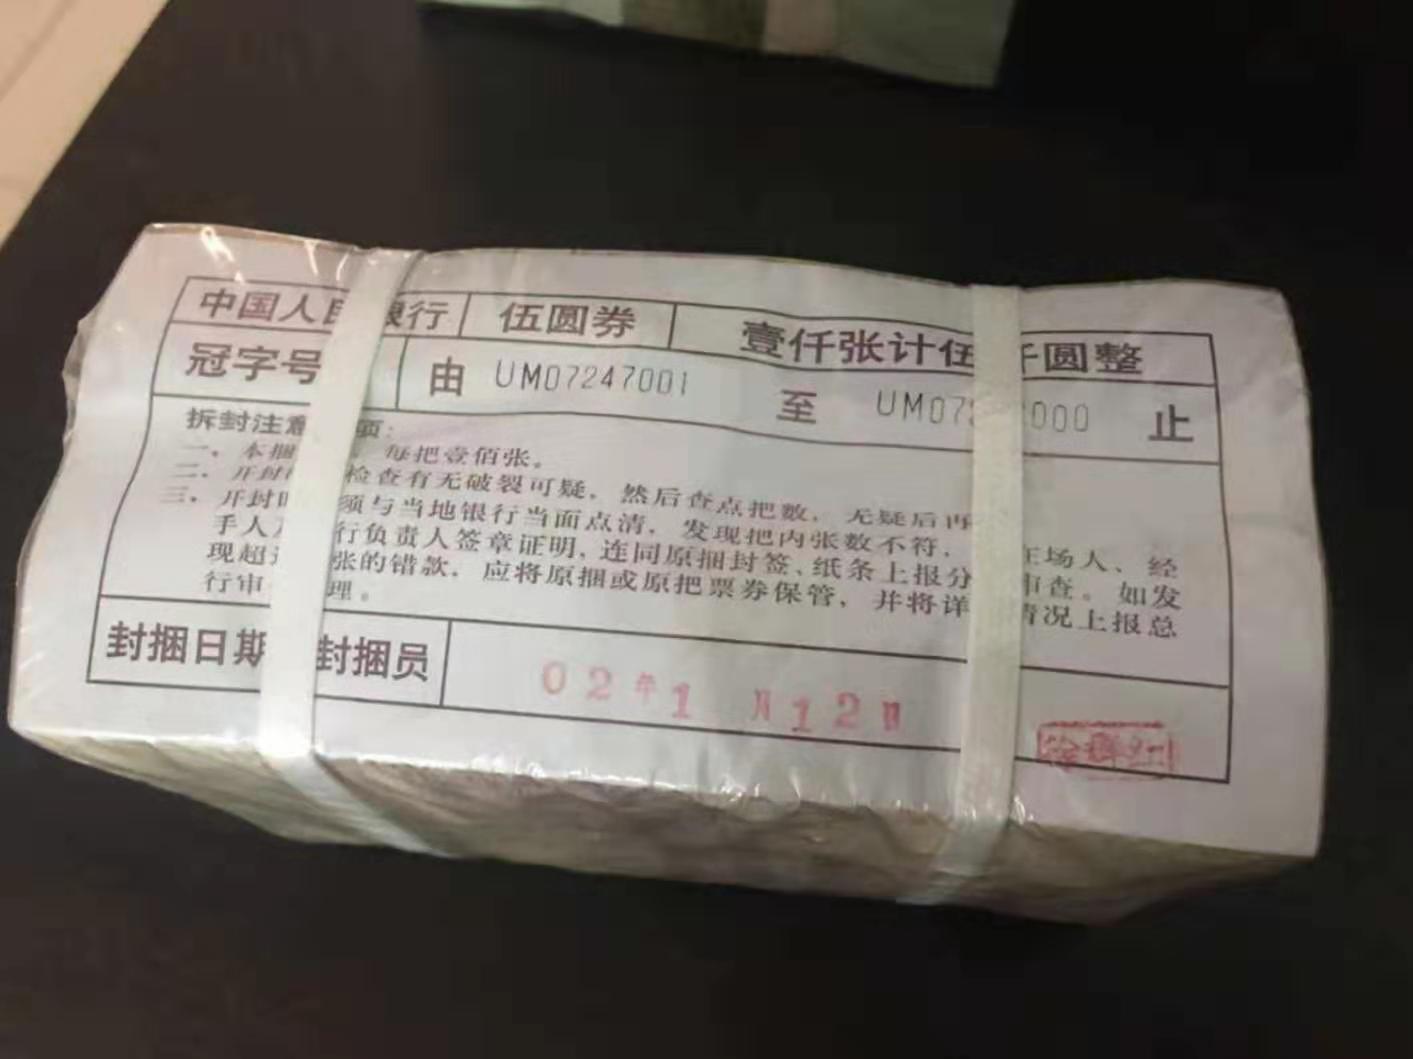 中国人民银行 伍圆券 壹仟张计伍仟圆整
冠字号 由 UM07247001 至 UM07 000 止
拆封注意 项：
一、本捆 ，每把壹佰张。
二、开封 检查有无破裂可疑，然后查点把数，无疑后再
三、开封时 须与当地银行当面点清，发现把内张数不符， 在场人、经
手人 行负责人签章证明，连同原捆封签、纸条上报分 审查。如发
现超 张的错款，应将原捆或原把票券保管，并将详 情况上报总
行审 理。
封捆日期 封捆员 02年1月12日